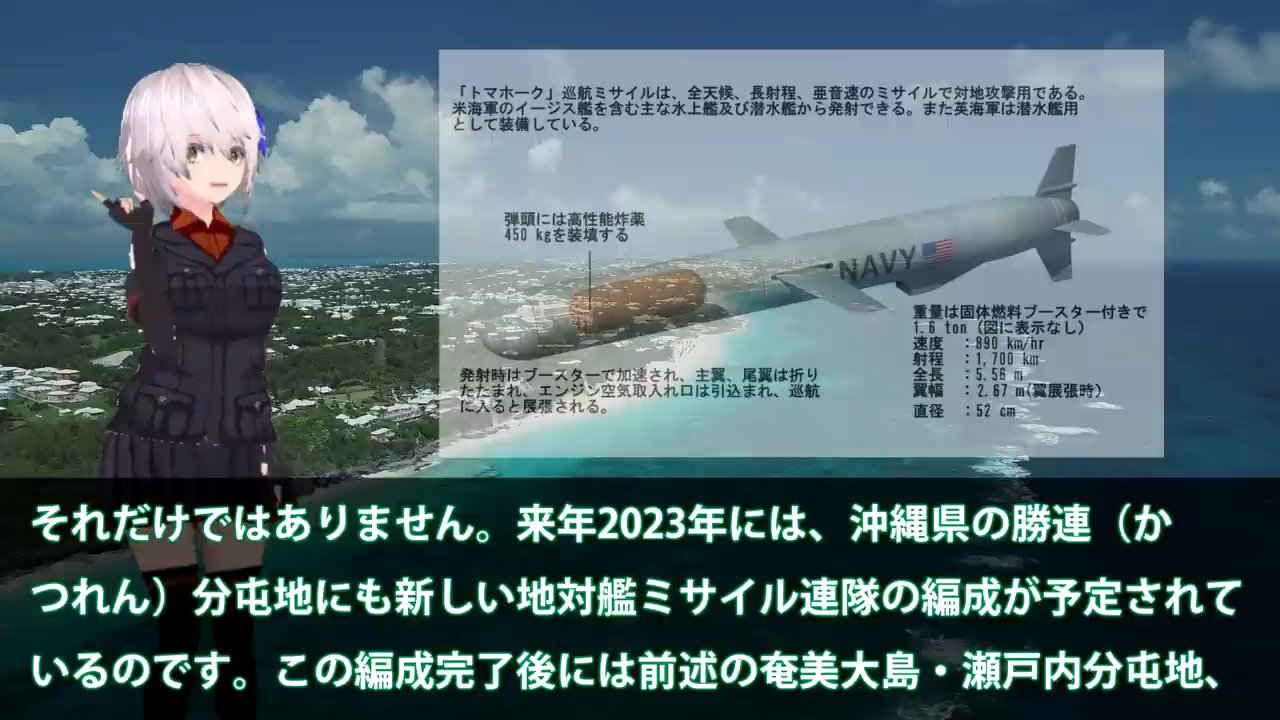 「トマホーク」巡航ミサイルは、全天候、長射程、亜音速のミサイルで対地攻撃用である。
米海軍のイージス艦を含む主な水上艦及び潜水艦から発射できる。また英海軍は潜水艦用
として装備している。
弾頭には高性能炸薬
450 kgを装填する
NAVY
発射時はブースターで加速され、主翼、尾翼は折り
たたまれ、エンジン空気取入れ口は引込まれ、巡航
に入ると展張される。
重量は固体燃料ブースター付きで
1.6 ton (図に表示なし)
速度 : 890 km/hr
射程 : 1,700 km
全長 : 5.56 m
翼幅 : 2.67 m(翼展張時)
直径 : 52 cm
それだけではありません。来年2023年には、沖縄県の勝連（か
つれん）分屯地にも新しい地対艦ミサイル連隊の編成が予定されて
いるのです。この編成完了後には前述の奄美大島・瀬戸内分屯地、